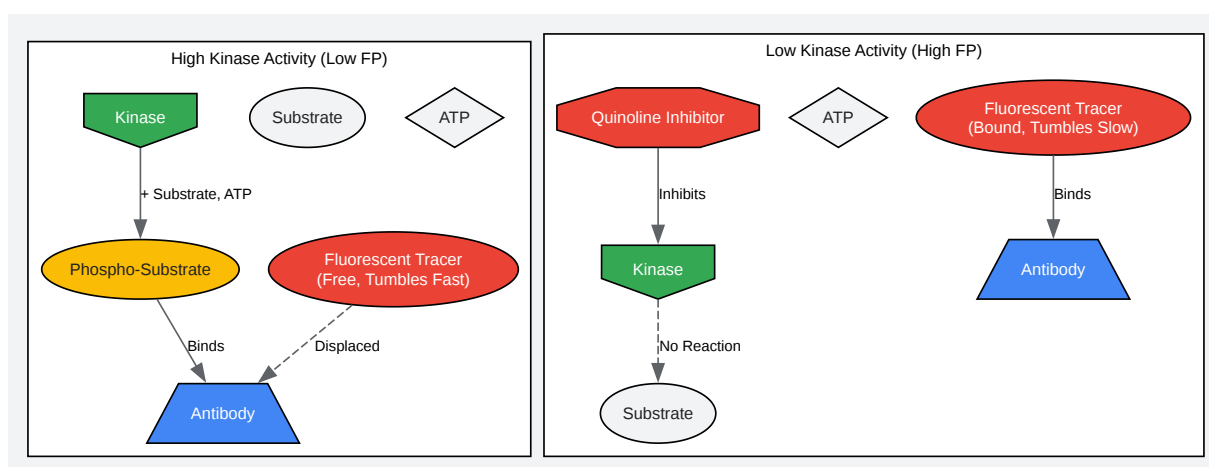 High Kinase Activity (Low FP)
Kinase
Substrate
ATP
+ Substrate, ATP
Phospho-Substrate
Fluorescent Tracer
(Free, Tumbles Fast)
Binds
Displaced
Antibody
Low Kinase Activity (High FP)
Quinoline Inhibitor
ATP
Fluorescent Tracer
(Bound, Tumbles Slow)
Inhibits
Binds
Kinase
Antibody
No Reaction
Substrate